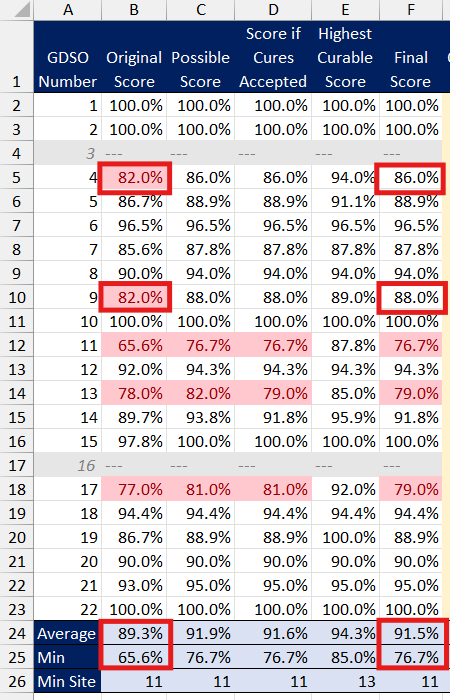 A B C D E F
1 GDSO Number Original Score Possible Score Score if Cures Accepted Highest Curable Score Final Score
2 1 100.0% 100.0% 100.0% 100.0% 100.0%
3 2 100.0% 100.0% 100.0% 100.0% 100.0%
4 3 --- --- --- --- ---
5 4 82.0% 86.0% 86.0% 94.0% 86.0%
6 5 86.7% 88.9% 88.9% 91.1% 88.9%
7 6 96.5% 96.5% 96.5% 96.5% 96.5%
8 7 85.6% 87.8% 87.8% 87.8% 87.8%
9 8 90.0% 94.0% 94.0% 94.0% 94.0%
10 9 82.0% 88.0% 88.0% 89.0% 88.0%
11 10 100.0% 100.0% 100.0% 100.0% 100.0%
12 11 65.6% 76.7% 76.7% 87.8% 76.7%
13 12 92.0% 94.3% 94.3% 94.3% 94.3%
14 13 78.0% 82.0% 79.0% 85.0% 79.0%
15 14 89.7% 93.8% 91.8% 95.9% 91.8%
16 15 97.8% 100.0% 100.0% 100.0% 100.0%
17 16 --- --- --- --- ---
18 17 77.0% 81.0% 81.0% 92.0% 79.0%
19 18 94.4% 94.4% 94.4% 94.4% 94.4%
20 19 86.7% 88.9% 88.9% 100.0% 88.9%
21 20 90.0% 90.0% 90.0% 90.0% 90.0%
22 21 93.0% 95.0% 95.0% 95.0% 95.0%
23 22 100.0% 100.0% 100.0% 100.0% 100.0%
24 Average 89.3% 91.9% 91.6% 94.3% 91.5%
25 Min 65.6% 76.7% 76.7% 85.0% 76.7%
26 Min Site 11 11 11 13 11